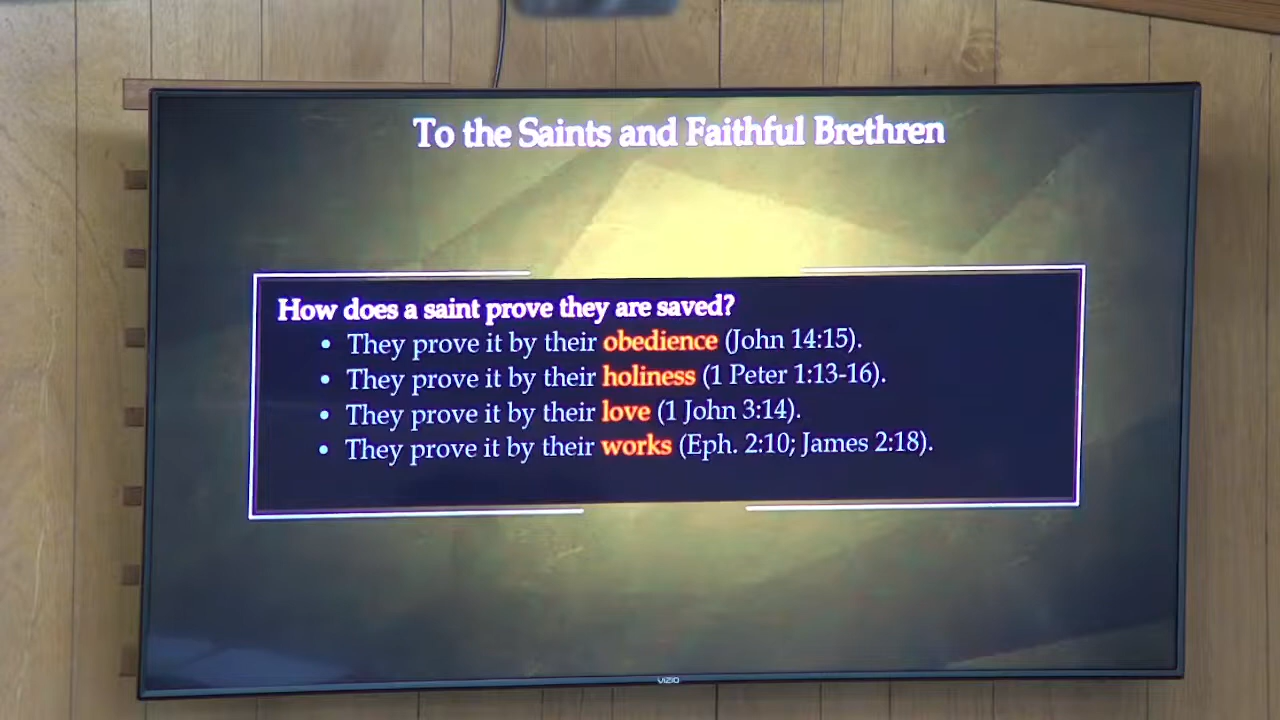 To the Saints and Faithful Brethren
How does a saint prove they are saved?
• They prove it by their obedience (John 14:15).
• They prove it by their holiness (1 Peter 1:13-16).
• They prove it by their love (1 John 3:14).
• They prove it by their works (Eph. 2:10; James 2:18).
VIZIO